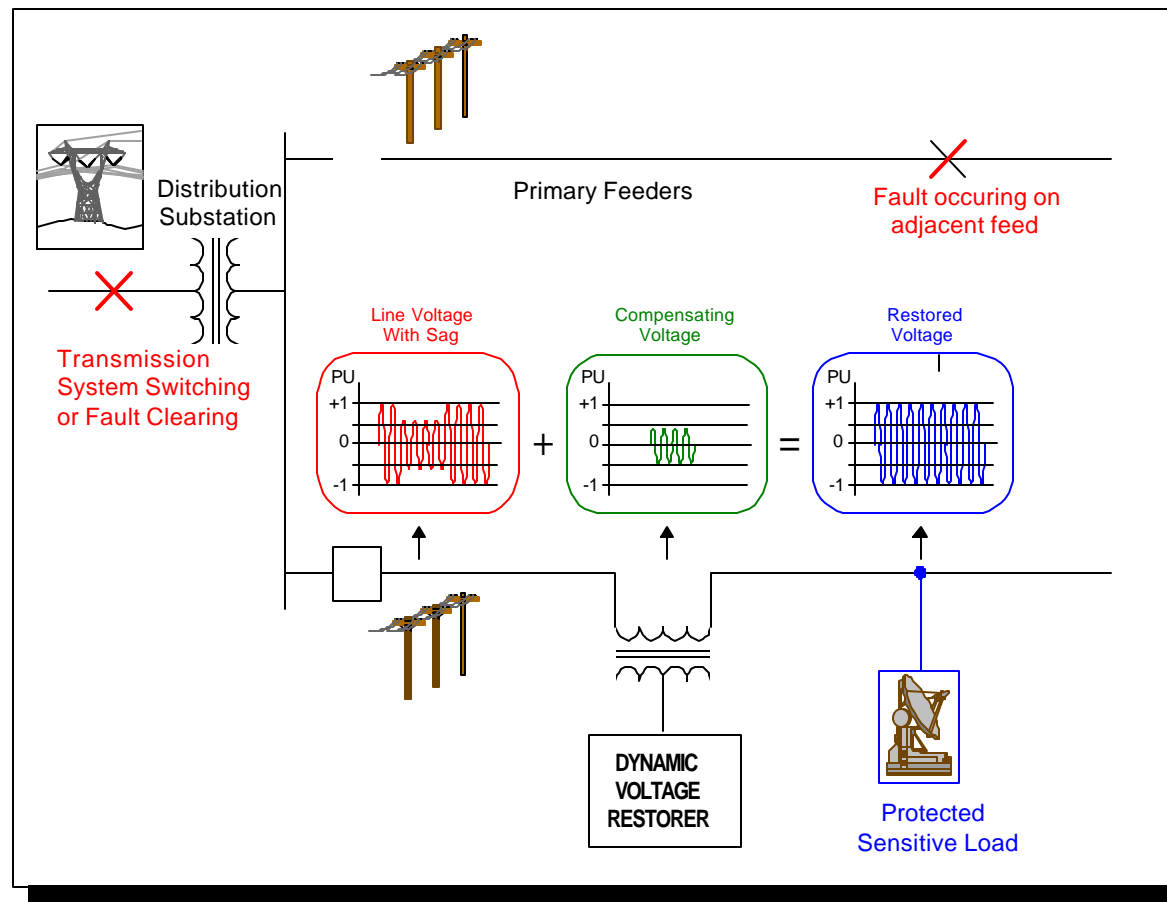 Distribution
Substation
Primary Feeders
Fault occuring on
adjacent feed
Transmission
System Switching
or Fault Clearing
Line Voltage
With Sag
PU
+1
0
-1
+
Compensating
Voltage
PU
+1
0
-1
=
Restored
Voltage
PU
+1
0
-1
DYNAMIC
VOLTAGE
RESTORER
Protected
Sensitive Load